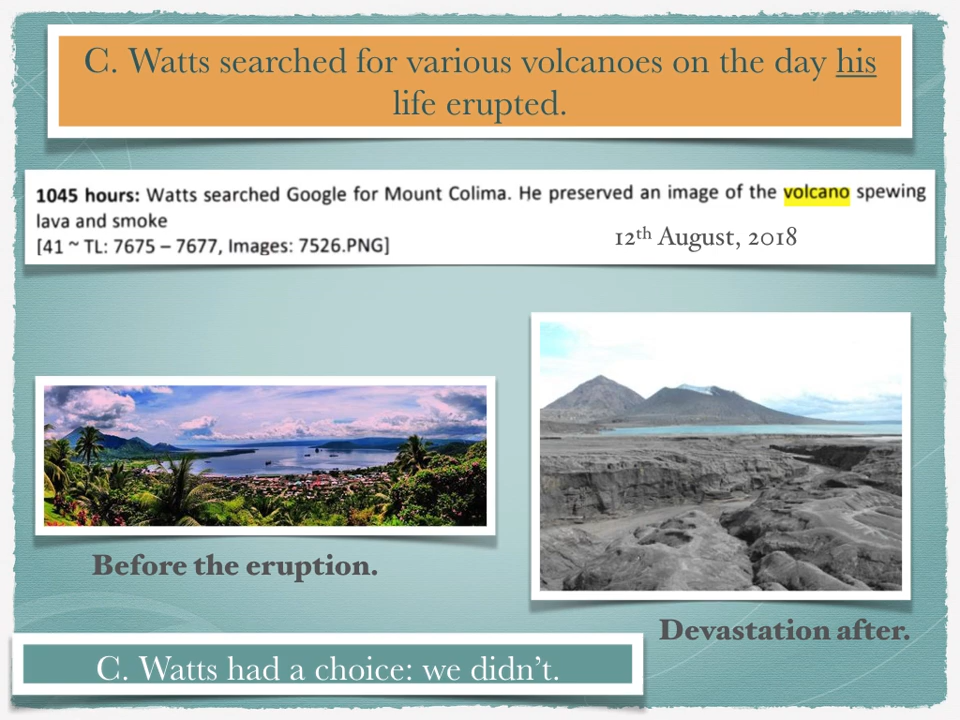 C. Watts searched for various volcanoes on the day his
life erupted.
1045 hours: Watts searched Google for Mount Colima. He preserved an image of the volcano spewing
lava and smoke
[41 ~ TL: 7675 – 7677, Images: 7526.PNG]
12th August, 2018
Before the eruption.
Devastation after.
C. Watts had a choice: we didn't.